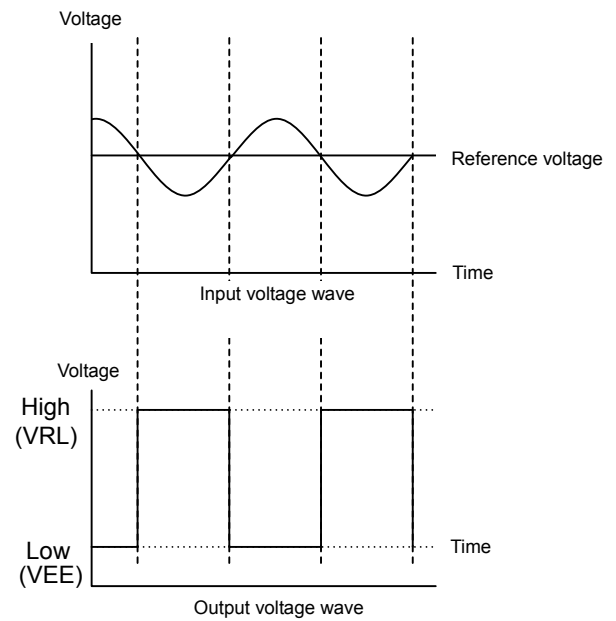 Voltage
Reference voltage
Time
Input voltage wave
Voltage
High
(VRL)
Low
(VEE)
Time
Output voltage wave